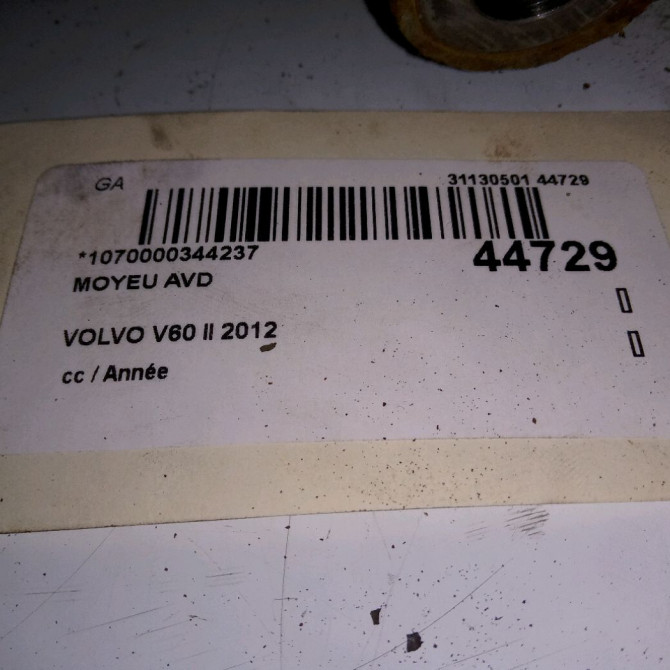 GA 31130501 44729
*1070000344237 44729
MOYEU AVD
VOLVO V60 II 2012
cc / Année